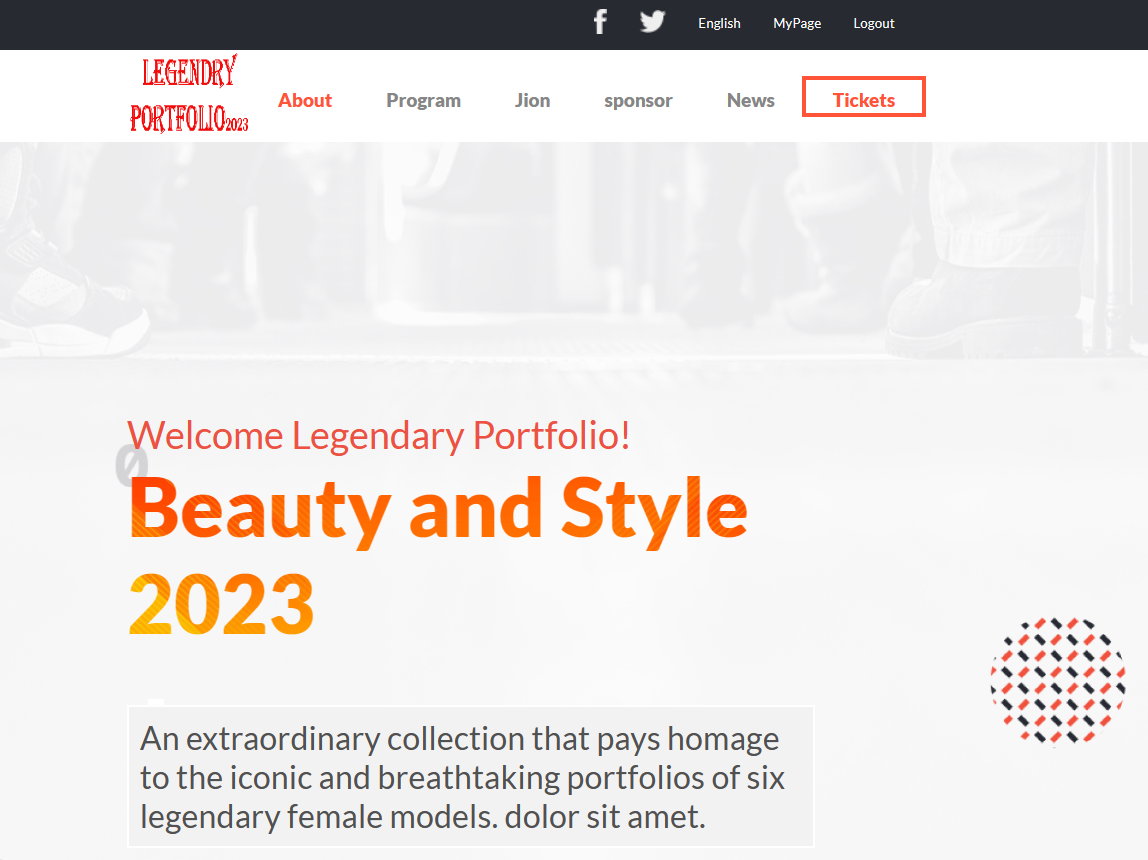 English MyPage Logout
LEGENDRY
PORTFOLIO2023
About Program Jion sponsor News Tickets
Welcome Legendary Portfolio!
0
Beauty and Style
2023
An extraordinary collection that pays homage
to the iconic and breathtaking portfolios of six
legendary female models. dolor sit amet.